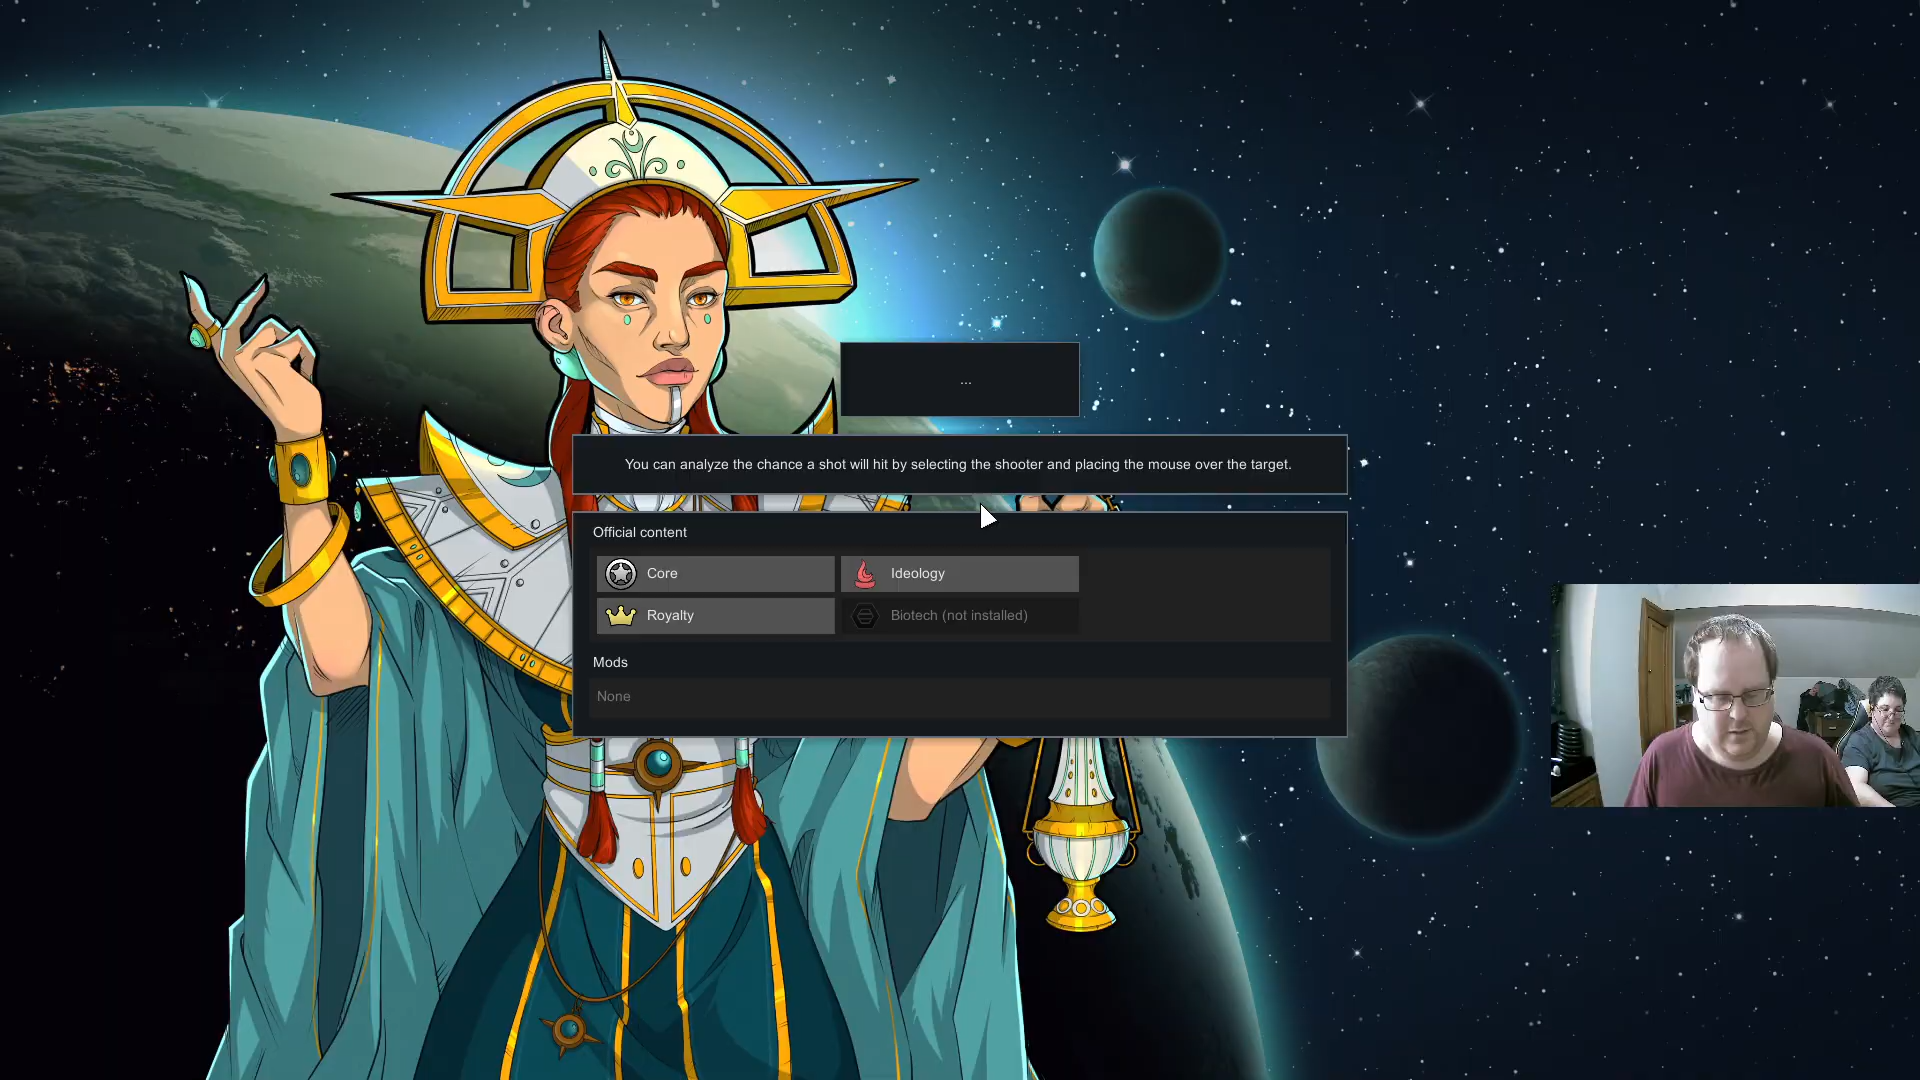 ...
You can analyze the chance a shot will hit by selecting the shooter and placing the mouse over the target.
Official content
Core
Ideology
Royalty
Biotech (not installed)
Mods
None